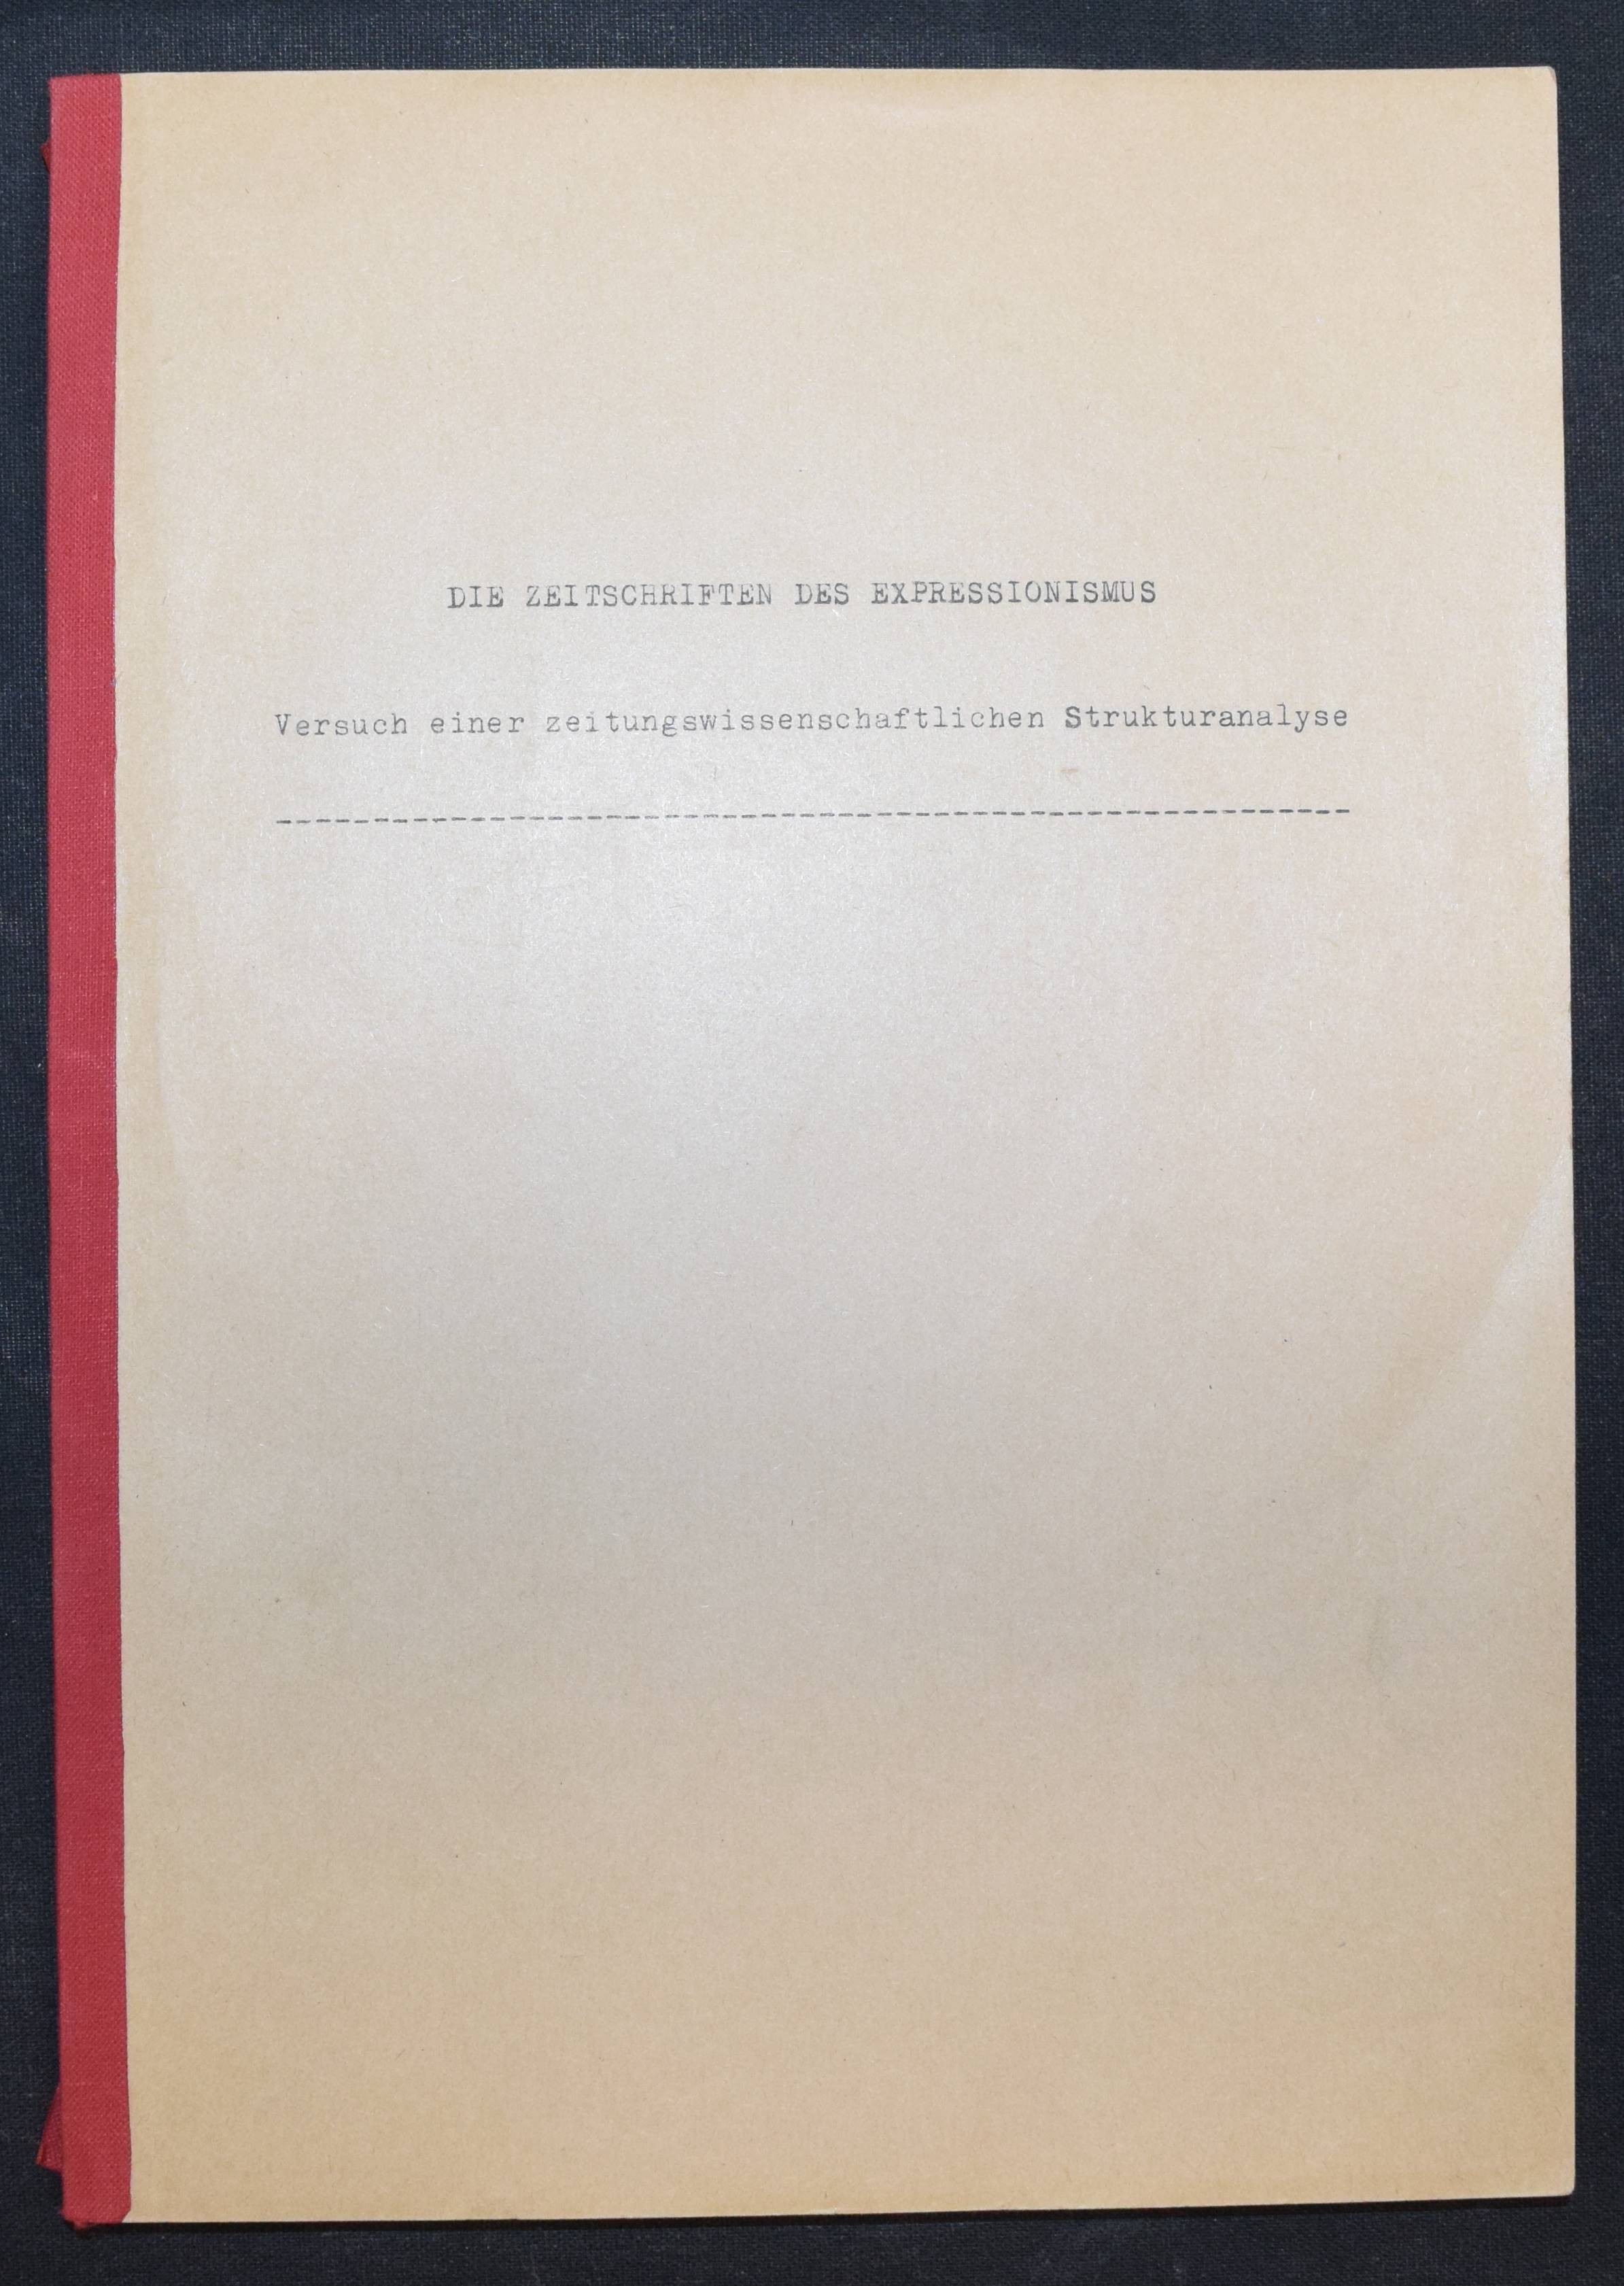 DIE ZEITSCHRIFTEN DES EXPRESSIONISMUS
Versuch einer zeitungswissenschaftlichen Strukturanalyse
--------------------------------------------------------